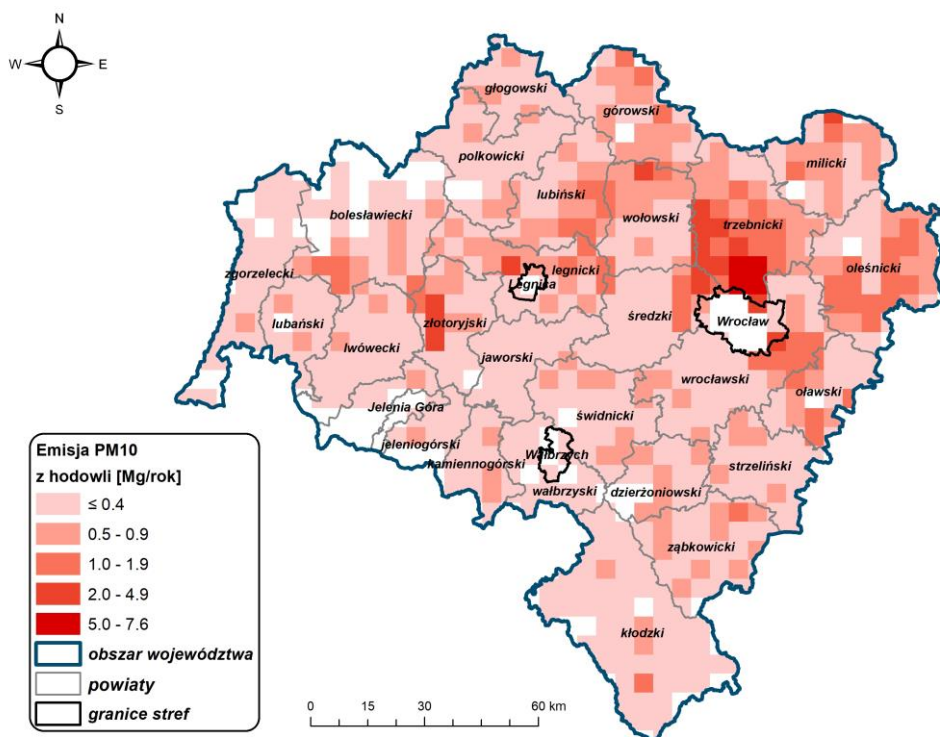 N
W
E
S
głogowski
górowski
polkowicki
milicki
lubiński
bolesławiecki
wołowski
trzebnicki
zgorzelecki
legnicki
oleśnicki
Legnica
lubański
złotoryjski
średzki
Wrocław
lwówecki
jaworski
wrocławski
oławski
Jelenia Góra
świdnicki
jeleniogórski
Wałbrzych
kamiennogórski
strzeliński
wałbrzyski
dzierżoniowski
ząbkowicki
kłodzki
Emisja PM10
z hodowli [Mg/rok]
≤ 0.4
0.5 - 0.9
1.0 - 1.9
2.0 - 4.9
5.0 - 7.6
obszar województwa
powiaty
granice stref
0 15 30 60 km